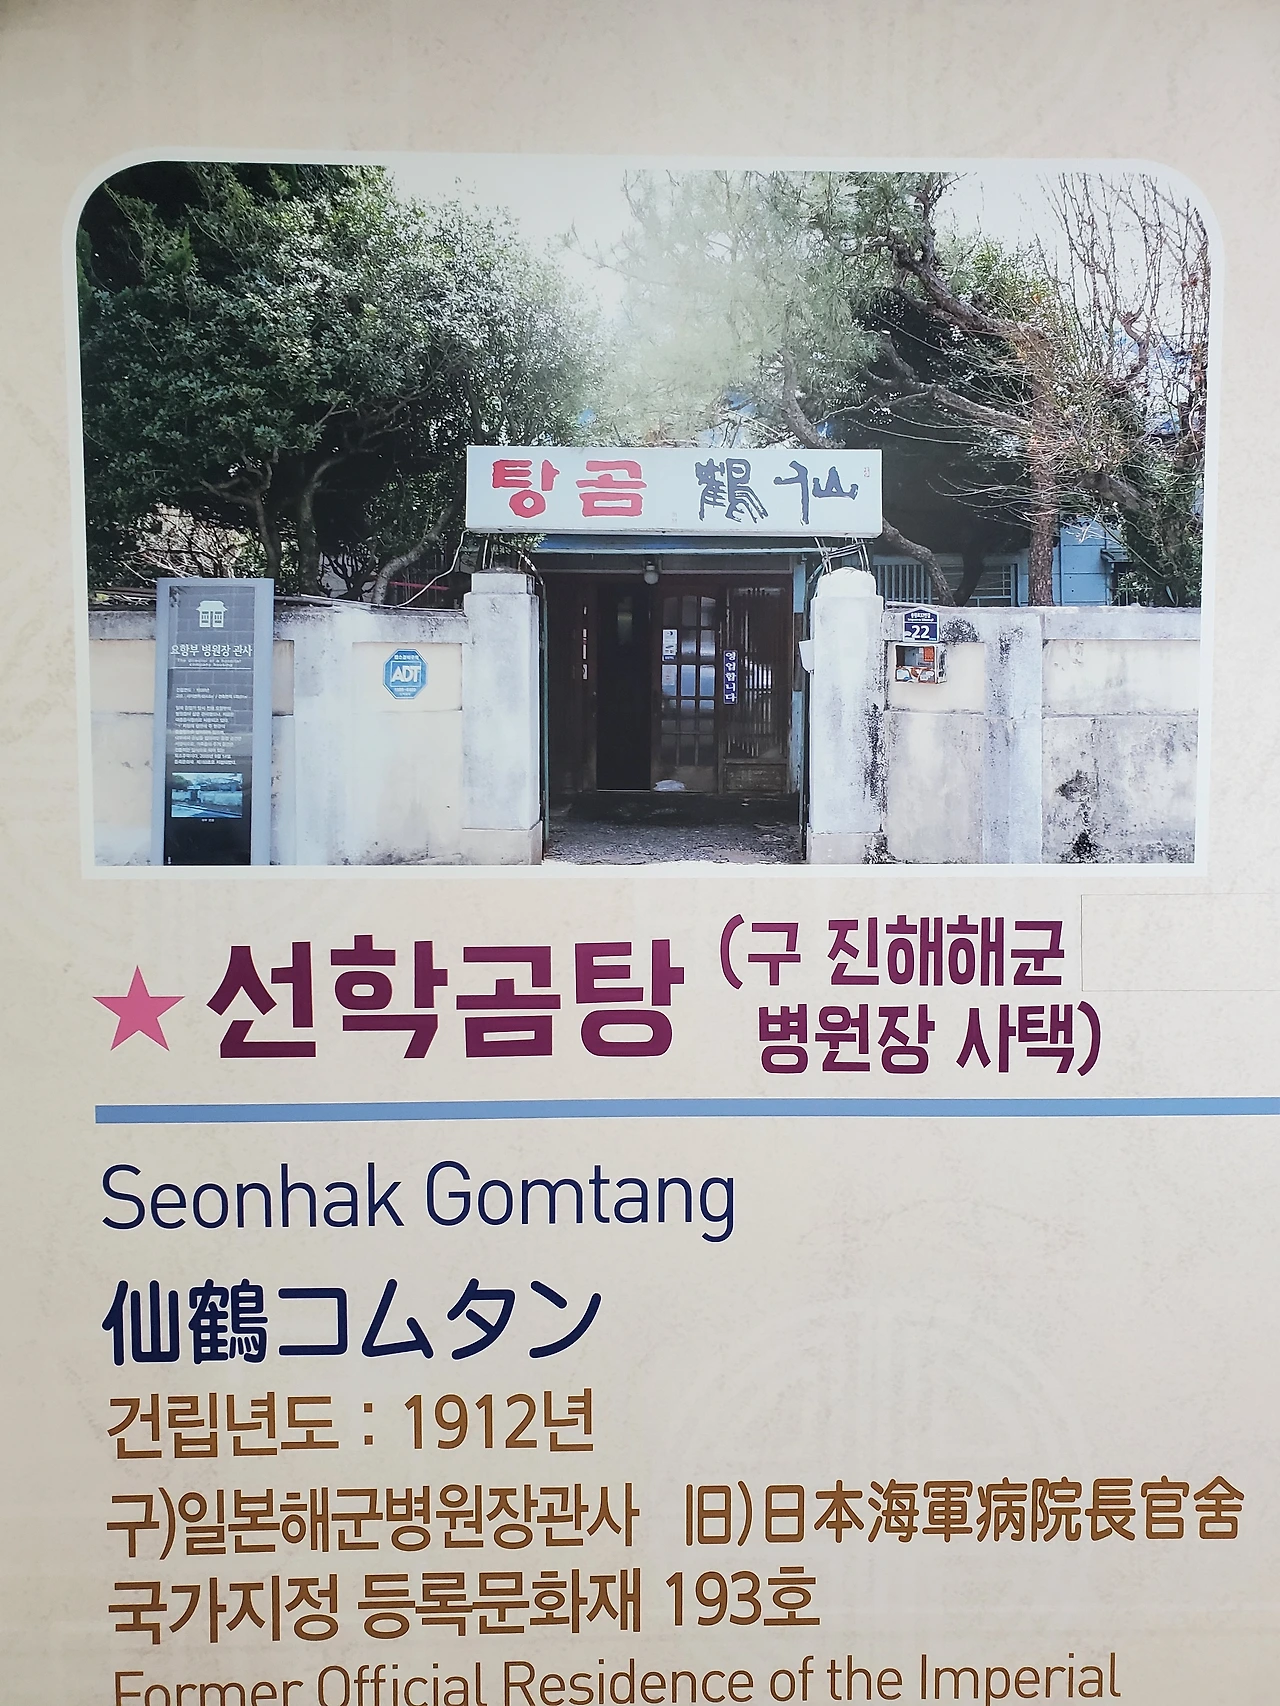 탕곰 鶴仙
요항부 병원장 관사
ADT
22
영업합니다
★선학곰탕 (구 진해해군
병원장 사택)
Seonhak Gomtang
仙鶴コムタン
건립년도 : 1912년
구)일본해군병원장관사 旧)日本海軍病院長官舍
국가지정 등록문화재 193호
Former Official Residence of the Imperial